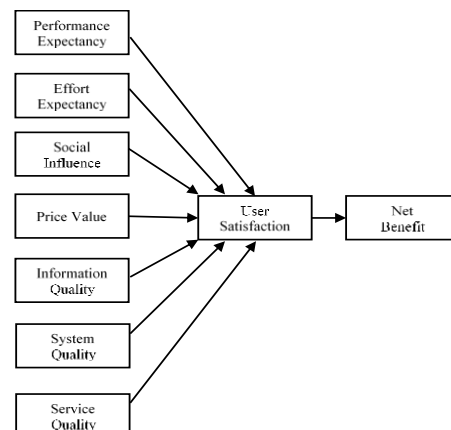 Performance
Expectancy
Effort
Expectancy
Social
Influence
Price Value
Information
Quality
System
Quality
Service
Quality
User
Satisfaction
Net
Benefit